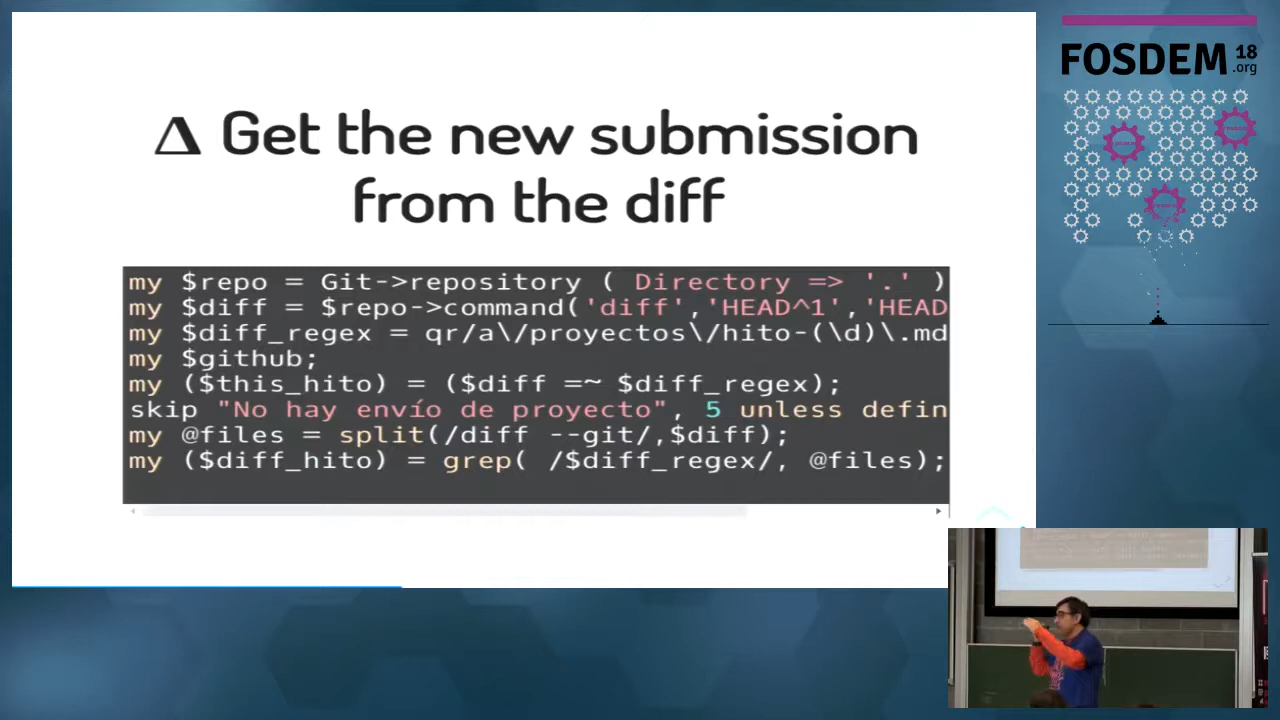 Δ Get the new submission
from the diff
my $repo = Git->repository ( Directory => '.' )
my $diff = $repo->command('diff','HEAD^1','HEAD
my $diff_regex = qr/a\/proyectos\/hito-(\d)\.md
my $github;
my ($this_hito) = ($diff =~ $diff_regex);
skip "No hay envío de proyecto", 5 unless defin
my @files = split(/diff --git/,$diff);
my ($diff_hito) = grep( /$diff_regex/, @files);
FOSDEM 18
.org